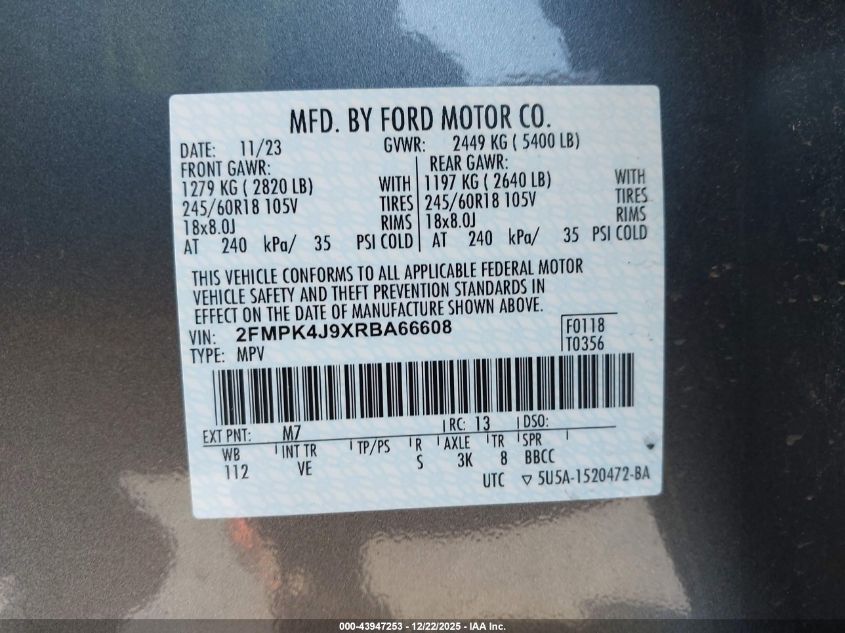 MFD. BY FORD MOTOR CO.
DATE: 11/23 GVWR: 2449 KG ( 5400 LB)
FRONT GAWR: REAR GAWR:
1279 KG ( 2820 LB) WITH 1197 KG ( 2640 LB) WITH
245/60R18 105V TIRES 245/60R18 105V TIRES
18x8.0J RIMS 18x8.0J RIMS
AT 240 kPa/ 35 PSI COLD AT 240 kPa/ 35 PSI COLD
THIS VEHICLE CONFORMS TO ALL APPLICABLE FEDERAL MOTOR
VEHICLE SAFETY AND THEFT PREVENTION STANDARDS IN
EFFECT ON THE DATE OF MANUFACTURE SHOWN ABOVE.
VIN: 2FMPK4J9XRBA66608 F0118
TYPE: MPV T0356
EXT PNT: M7 RC: 13 DSO:
WB INT TR TP/PS R AXLE TR SPR
112 VE S 3K 8 BBCC
UTC ▽ 5U5A-1520472-BA
000-43947253 - 12/22/2025 - IAA Inc.